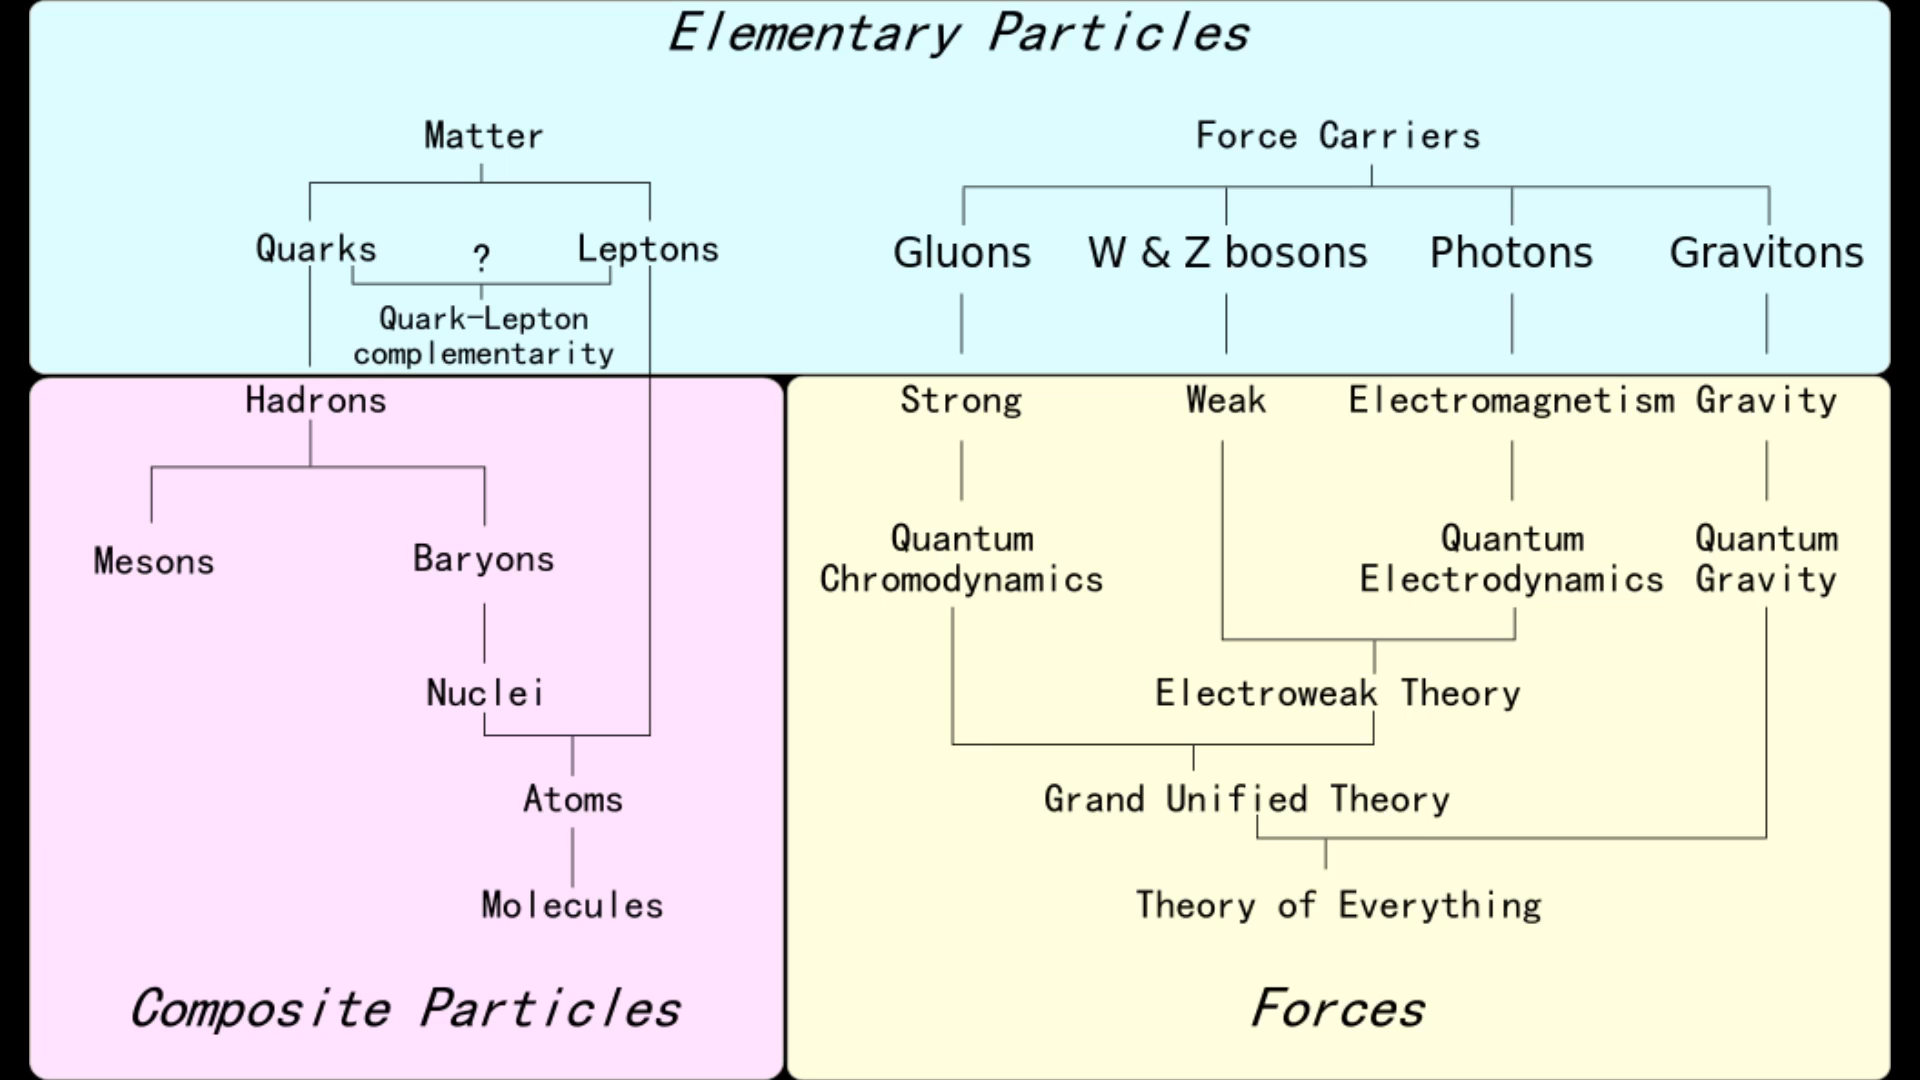 Elementary Particles
Matter
Force Carriers
Quarks
?
Leptons
Gluons
W & Z bosons
Photons
Gravitons
Quark-Lepton
complementarity
Hadrons
Strong
Weak
Electromagnetism
Gravity
Mesons
Baryons
Quantum
Chromodynamics
Quantum
Electrodynamics
Quantum
Gravity
Nuclei
Electroweak Theory
Atoms
Grand Unified Theory
Molecules
Theory of Everything
Composite Particles
Forces